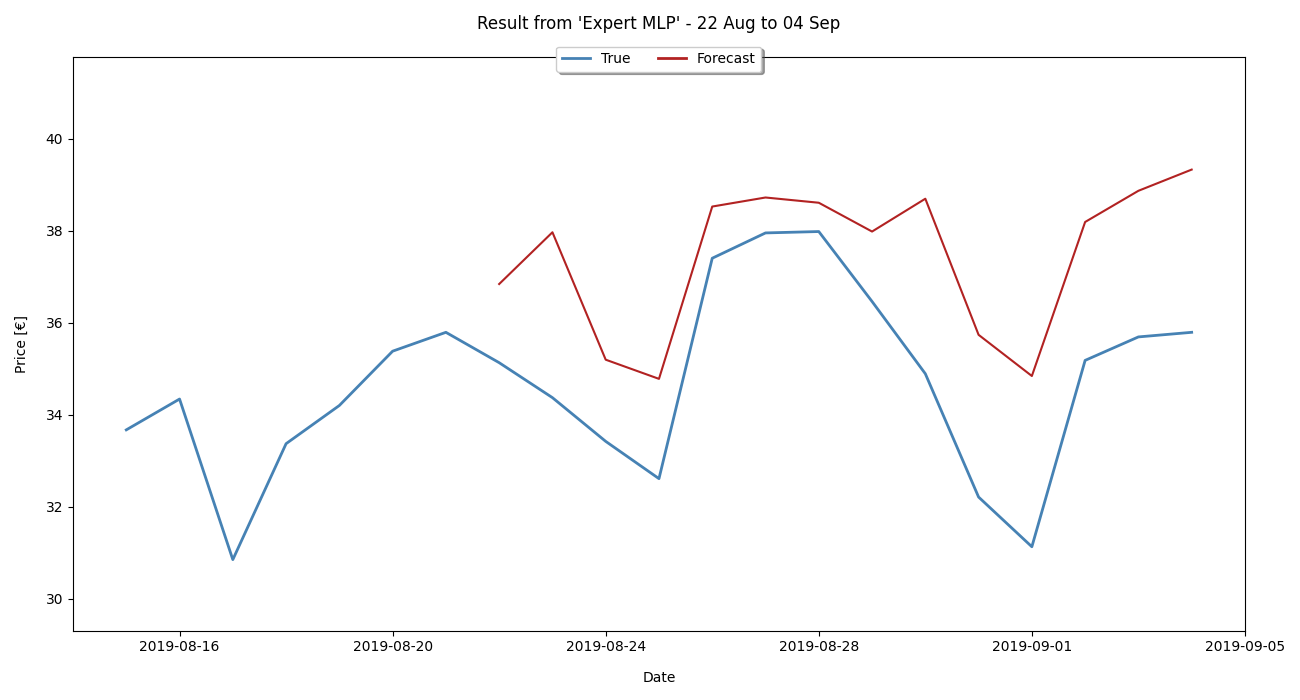 Result from 'Expert MLP' - 22 Aug to 04 Sep
True Forecast
40
38
36
34
32
30
Price [€]
2019-08-16 2019-08-20 2019-08-24 2019-08-28 2019-09-01 2019-09-05
Date